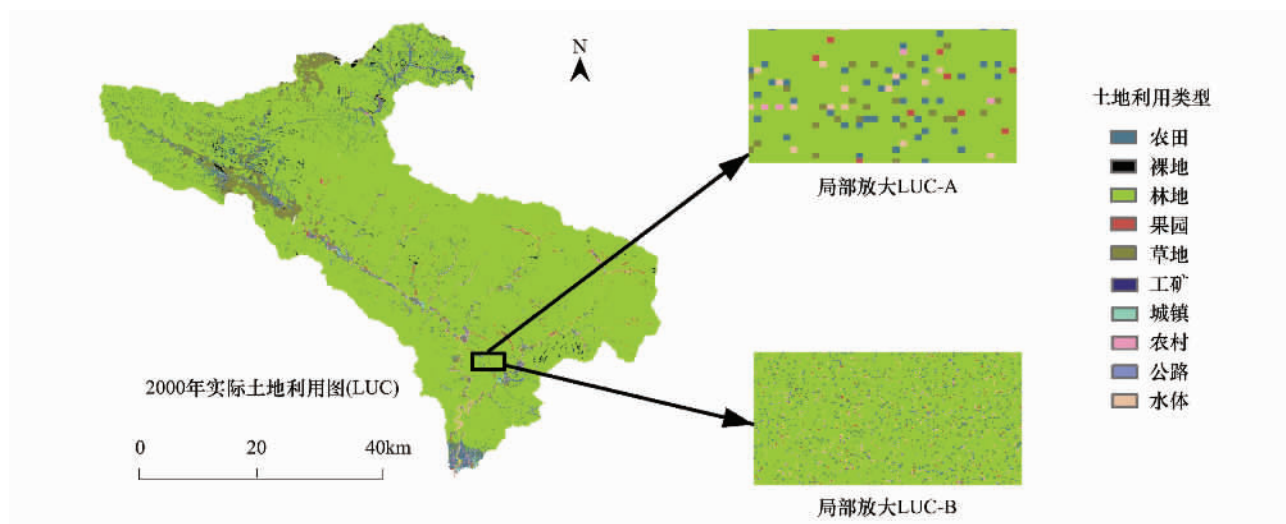 N
2000年实际土地利用图(LUC)
0 20 40km
局部放大LUC-A
局部放大LUC-B
土地利用类型
农田
裸地
林地
果园
草地
工矿
城镇
农村
公路
水体